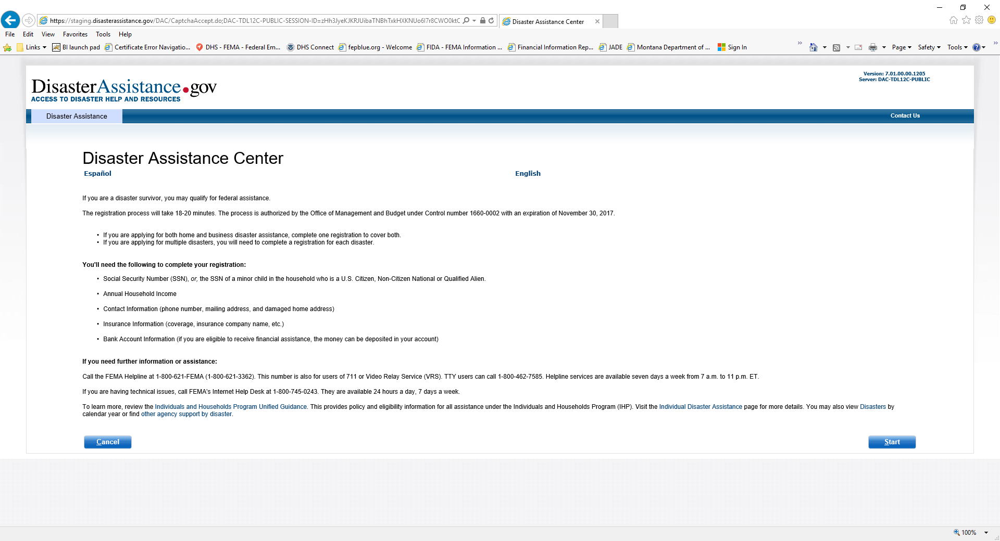 https://staging.disasterassistance.gov/DAC/CaptchaAccept.do;DAC-TDL12C-PUBLIC-SESSION-ID=
Disaster Assistance Center
File Edit View Favorites Tools Help
Links BI launch pad Certificate Error Navigatio... DHS - FEMA - Federal Em... DHS Connect fepblue.org - Welcome FIDA - FEMA Information ... Financial Information Rep... JADE Montana Department of ... Sign In Page Safety Tools
Version: 7.01.00.00.1205
Server: DAC-TDL12C-PUBLIC
DisasterAssistance.gov
ACCESS TO DISASTER HELP AND RESOURCES
Disaster Assistance Contact Us
Disaster Assistance Center
Español English
If you are a disaster survivor, you may qualify for federal assistance.
The registration process will take 18-20 minutes. The process is authorized by the Office of Management and Budget under Control number 1660-0002 with an expiration of November 30, 2017.
• If you are applying for both home and business disaster assistance, complete one registration to cover both.
• If you are applying for multiple disasters, you will need to complete a registration for each disaster.
You'll need the following to complete your registration:
• Social Security Number (SSN), or, the SSN of a minor child in the household who is a U.S. Citizen, Non-Citizen National or Qualified Alien.
• Annual Household Income
• Contact Information (phone number, mailing address, and damaged home address)
• Insurance Information (coverage, insurance company name, etc.)
• Bank Account Information (if you are eligible to receive financial assistance, the money can be deposited in your account)
If you need further information or assistance:
Call the FEMA Helpline at 1-800-621-FEMA (1-800-621-3362). This number is also for users of 711 or Video Relay Service (VRS). TTY users can call 1-800-462-7585. Helpline services are available seven days a week from 7 a.m. to 11 p.m. ET.
If you are having technical issues, call FEMA's Internet Help Desk at 1-800-745-0243. They are available 24 hours a day, 7 days a week.
To learn more, review the Individuals and Households Program Unified Guidance. This provides policy and eligibility information for all assistance under the Individuals and Households Program (IHP). Visit the Individual Disaster Assistance page for more details. You may also view Disasters by
calendar year or find other agency support by disaster.
Cancel Start
100%